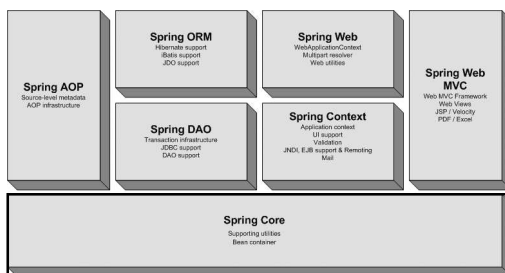 Spring AOP
Source-level metadata
AOP infrastructure
Spring ORM
Hibernate support
iBatis support
JDO support
Spring DAO
Transaction infrastructure
JDBC support
DAO support
Spring Web
WebApplicationContext
Multipart resolver
Web utilities
Spring Context
Application context
UI support
Validation
JNDI, EJB support & Remoting
Mail
Spring Web
MVC
Web MVC Framework
Web Views
JSP / Velocity
PDF / Excel
Spring Core
Supporting utilities
Bean container